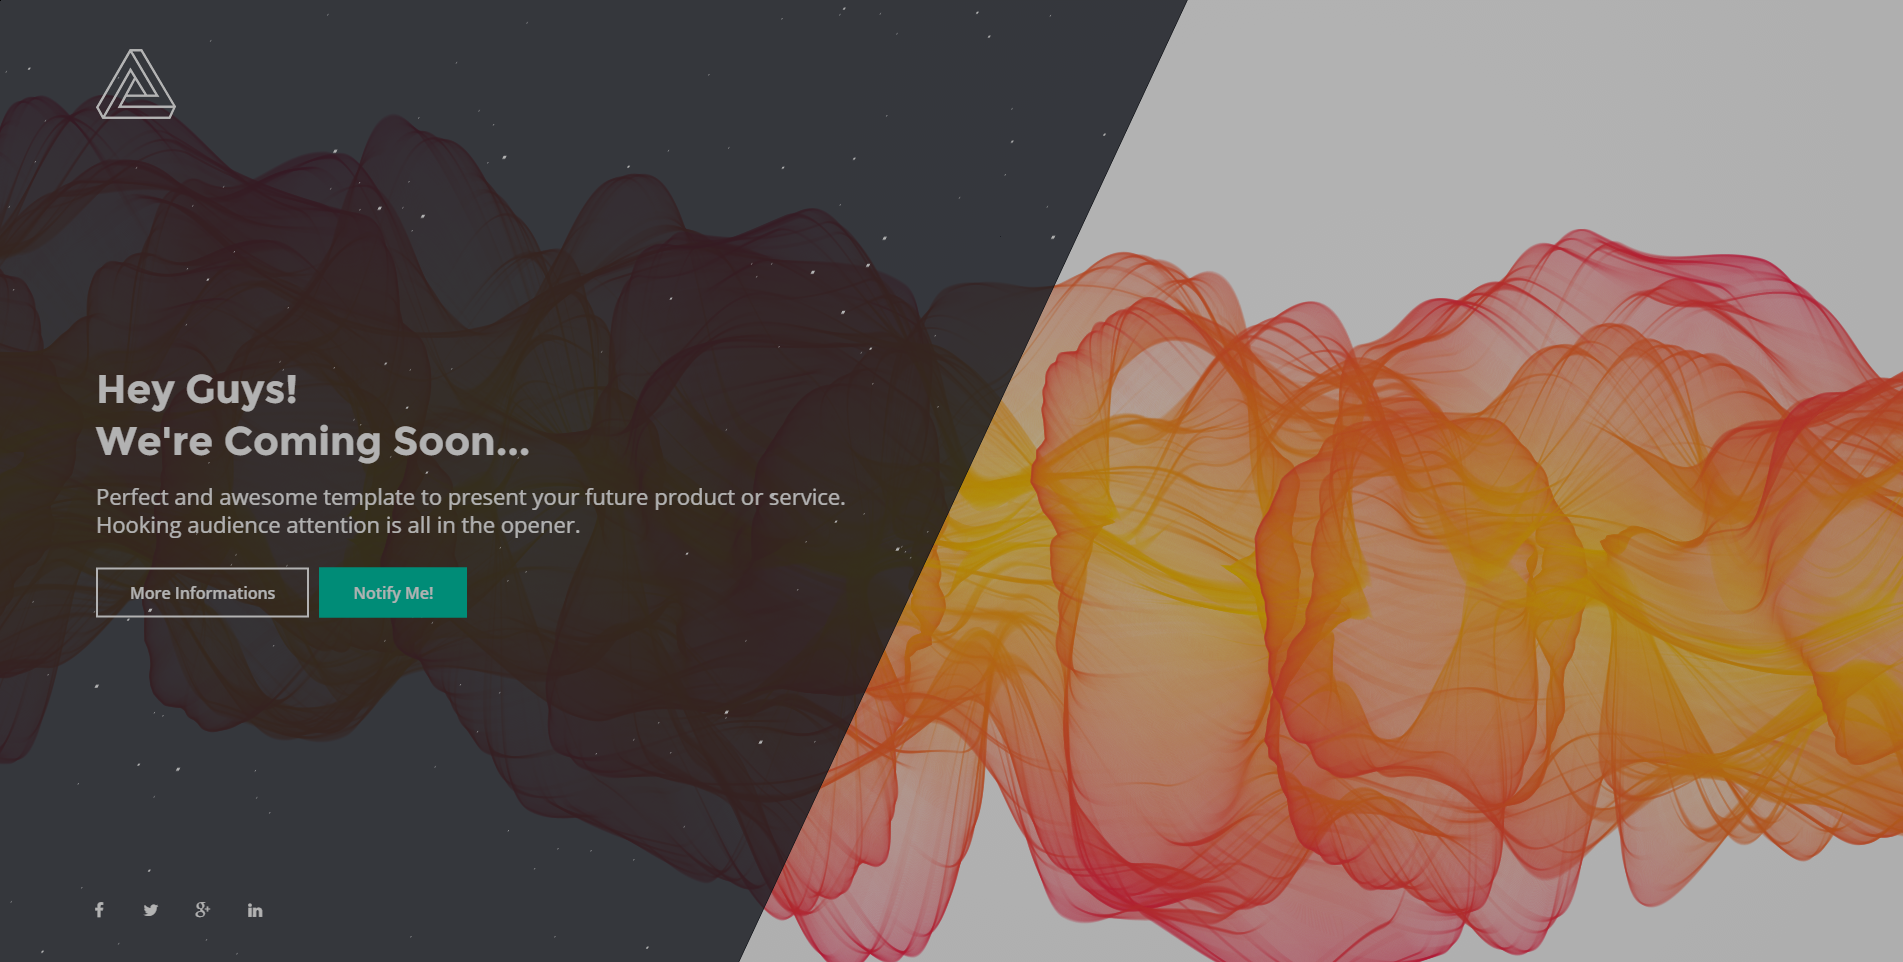 Hey Guys!
We're Coming Soon...
Perfect and awesome template to present your future product or service.
Hooking audience attention is all in the opener.
More Informations
Notify Me!